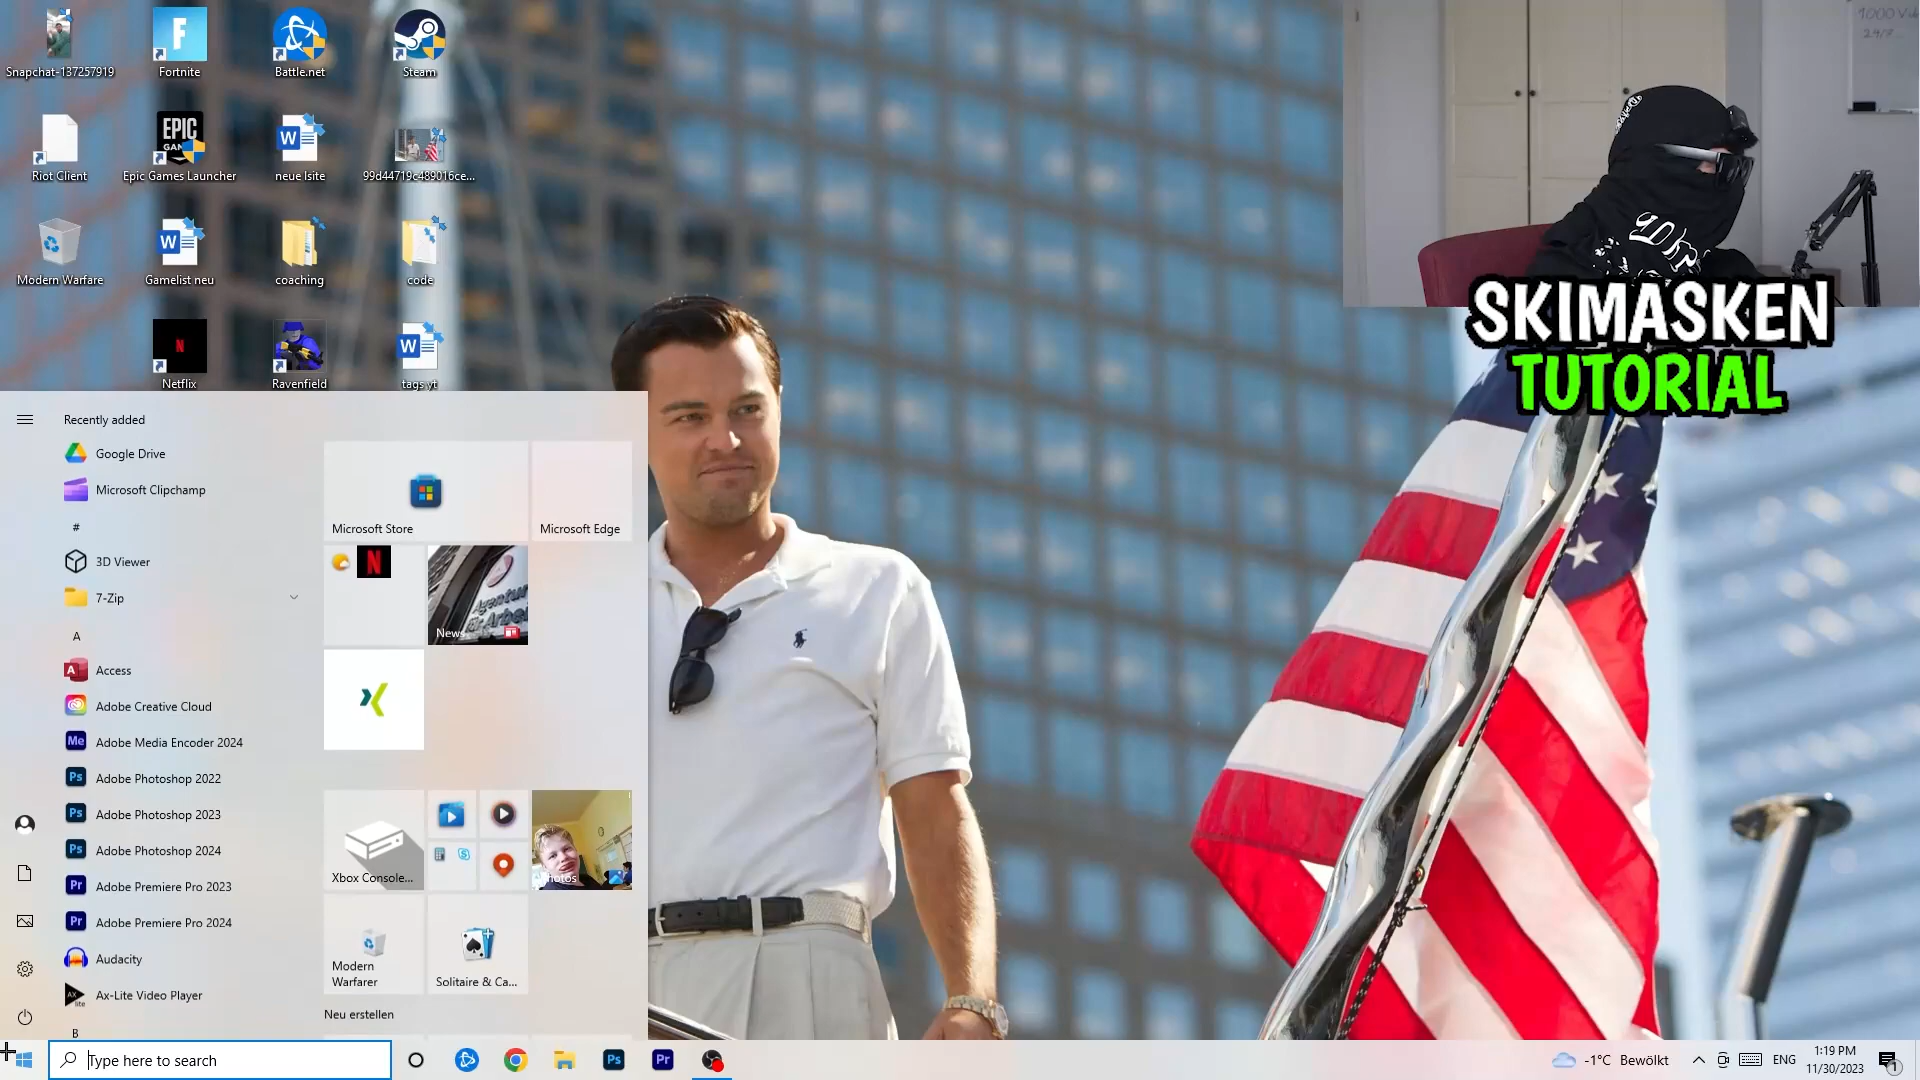 Snapchat-137257919
Fortnite
Battle.net
Steam
Riot Client
EPIC
Epic Games Launcher
neue lsite
99d44719c489016ce...
Modern Warfare
Gamelist neu
coaching
code
Netflix
Ravenfield
tags yt
SKIMASKEN
TUTORIAL
Recently added
Google Drive
Microsoft Clipchamp
#
3D Viewer
7-Zip
A
Access
Adobe Creative Cloud
Adobe Media Encoder 2024
Adobe Photoshop 2022
Adobe Photoshop 2023
Adobe Photoshop 2024
Adobe Premiere Pro 2023
Adobe Premiere Pro 2024
Audacity
Ax-Lite Video Player
B
Microsoft Store
Microsoft Edge
News
Xbox Console...
Modern
Warfarer
Solitaire & Ca...
Neu erstellen
Type here to search
-1°C Bewölkt
ENG
1:19 PM
11/30/2023